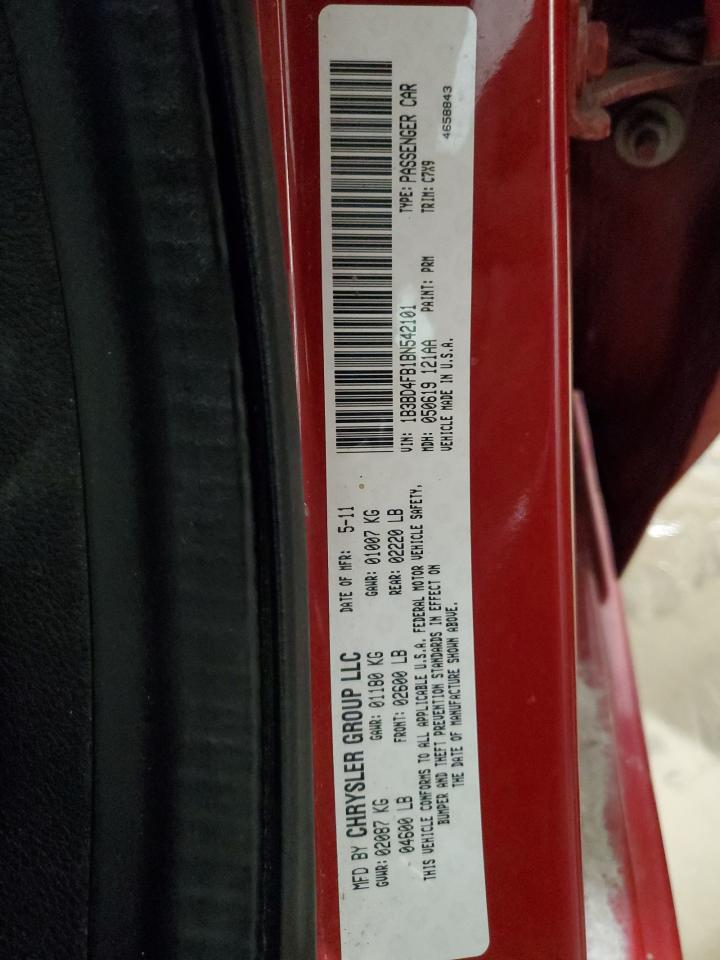 MFD BY CHRYSLER GROUP LLC
DATE OF MFR: 5-11
GVWR: 02087 KG
04600 LB
GAWR: 01180 KG
FRONT: 02600 LB
GAWR: 01007 KG
REAR: 02220 LB
THIS VEHICLE CONFORMS TO ALL APPLICABLE U.S.A. FEDERAL MOTOR VEHICLE SAFETY,
BUMPER AND THEFT PREVENTION STANDARDS IN EFFECT ON
THE DATE OF MANUFACTURE SHOWN ABOVE.
VIN: 1B3BD4FB1BN542101
TYPE: PASSENGER CAR
MDH: 050619 121AA
PAINT: PRM
TRIM: C7X9
VEHICLE MADE IN U.S.A.
4658843